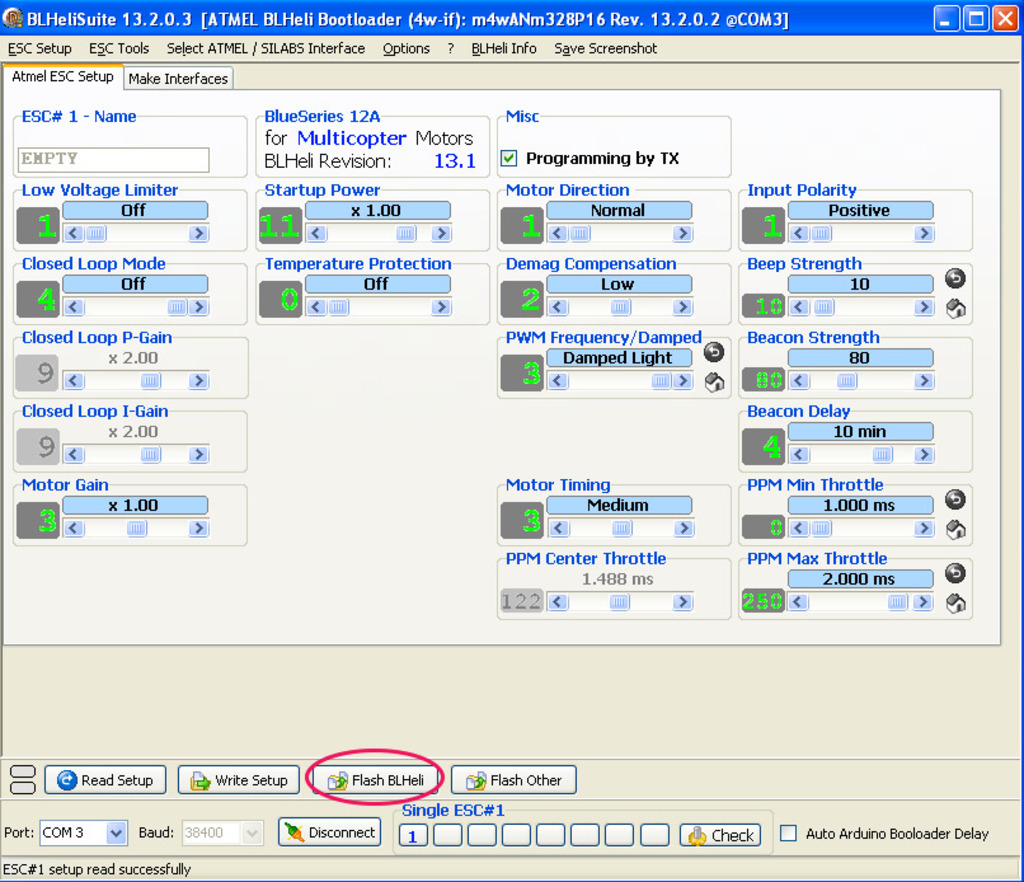 BLHeliSuite 13.2.0.3 [ATMEL BLHeli Bootloader (4w-if): m4wANm328P16 Rev. 13.2.0.2 @COM3]
ESC Setup ESC Tools Select ATMEL / SILABS Interface Options ? BLHeli Info Save Screenshot
Atmel ESC Setup Make Interfaces
ESC# 1 - Name
EMPTY
BlueSeries 12A
for Multicopter Motors
BLHeli Revision: 13.1
Misc
Programming by TX
Low Voltage Limiter
Off
1
Startup Power
x 1.00
11
Motor Direction
Normal
1
Input Polarity
Positive
1
Closed Loop Mode
Off
4
Temperature Protection
Off
0
Demag Compensation
Low
2
Beep Strength
10
10
Closed Loop P-Gain
x 2.00
9
PWM Frequency/Damped
Damped Light
3
Beacon Strength
80
80
Closed Loop I-Gain
x 2.00
9
Beacon Delay
10 min
4
Motor Gain
x 1.00
3
Motor Timing
Medium
3
PPM Min Throttle
1.000 ms
0
PPM Center Throttle
1.488 ms
122
PPM Max Throttle
2.000 ms
250
Read Setup Write Setup Flash BLHeli Flash Other
Single ESC#1
Port: COM 3 Baud: 38400 Disconnect 1 Check Auto Arduino Booloader Delay
ESC#1 setup read successfully